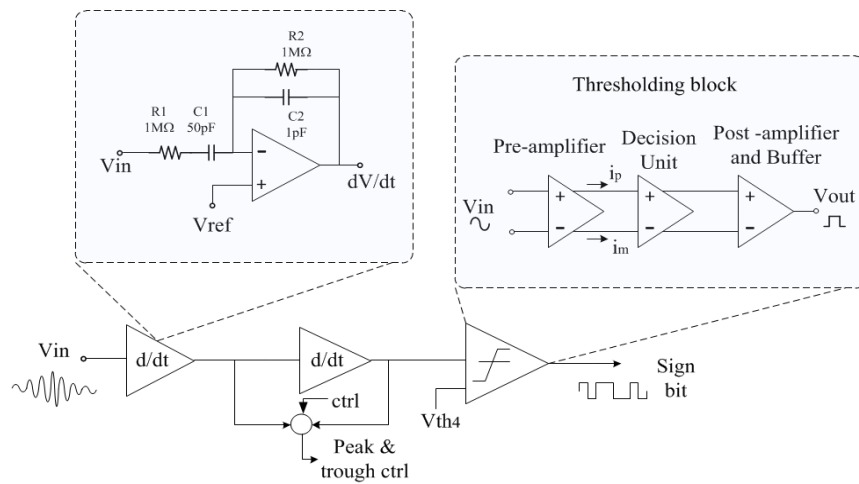 R2
1MΩ
R1
1MΩ
C1
50pF
C2
1pF
Vin
-
+
dV/dt
Vref
Thresholding block
Pre-amplifier
Decision
Unit
Post -amplifier
and Buffer
Vin
ip
im
+
-
+
-
+
-
Vout
Vin
d/dt
d/dt
ctrl
Peak &
trough ctrl
Vth4
Sign
bit